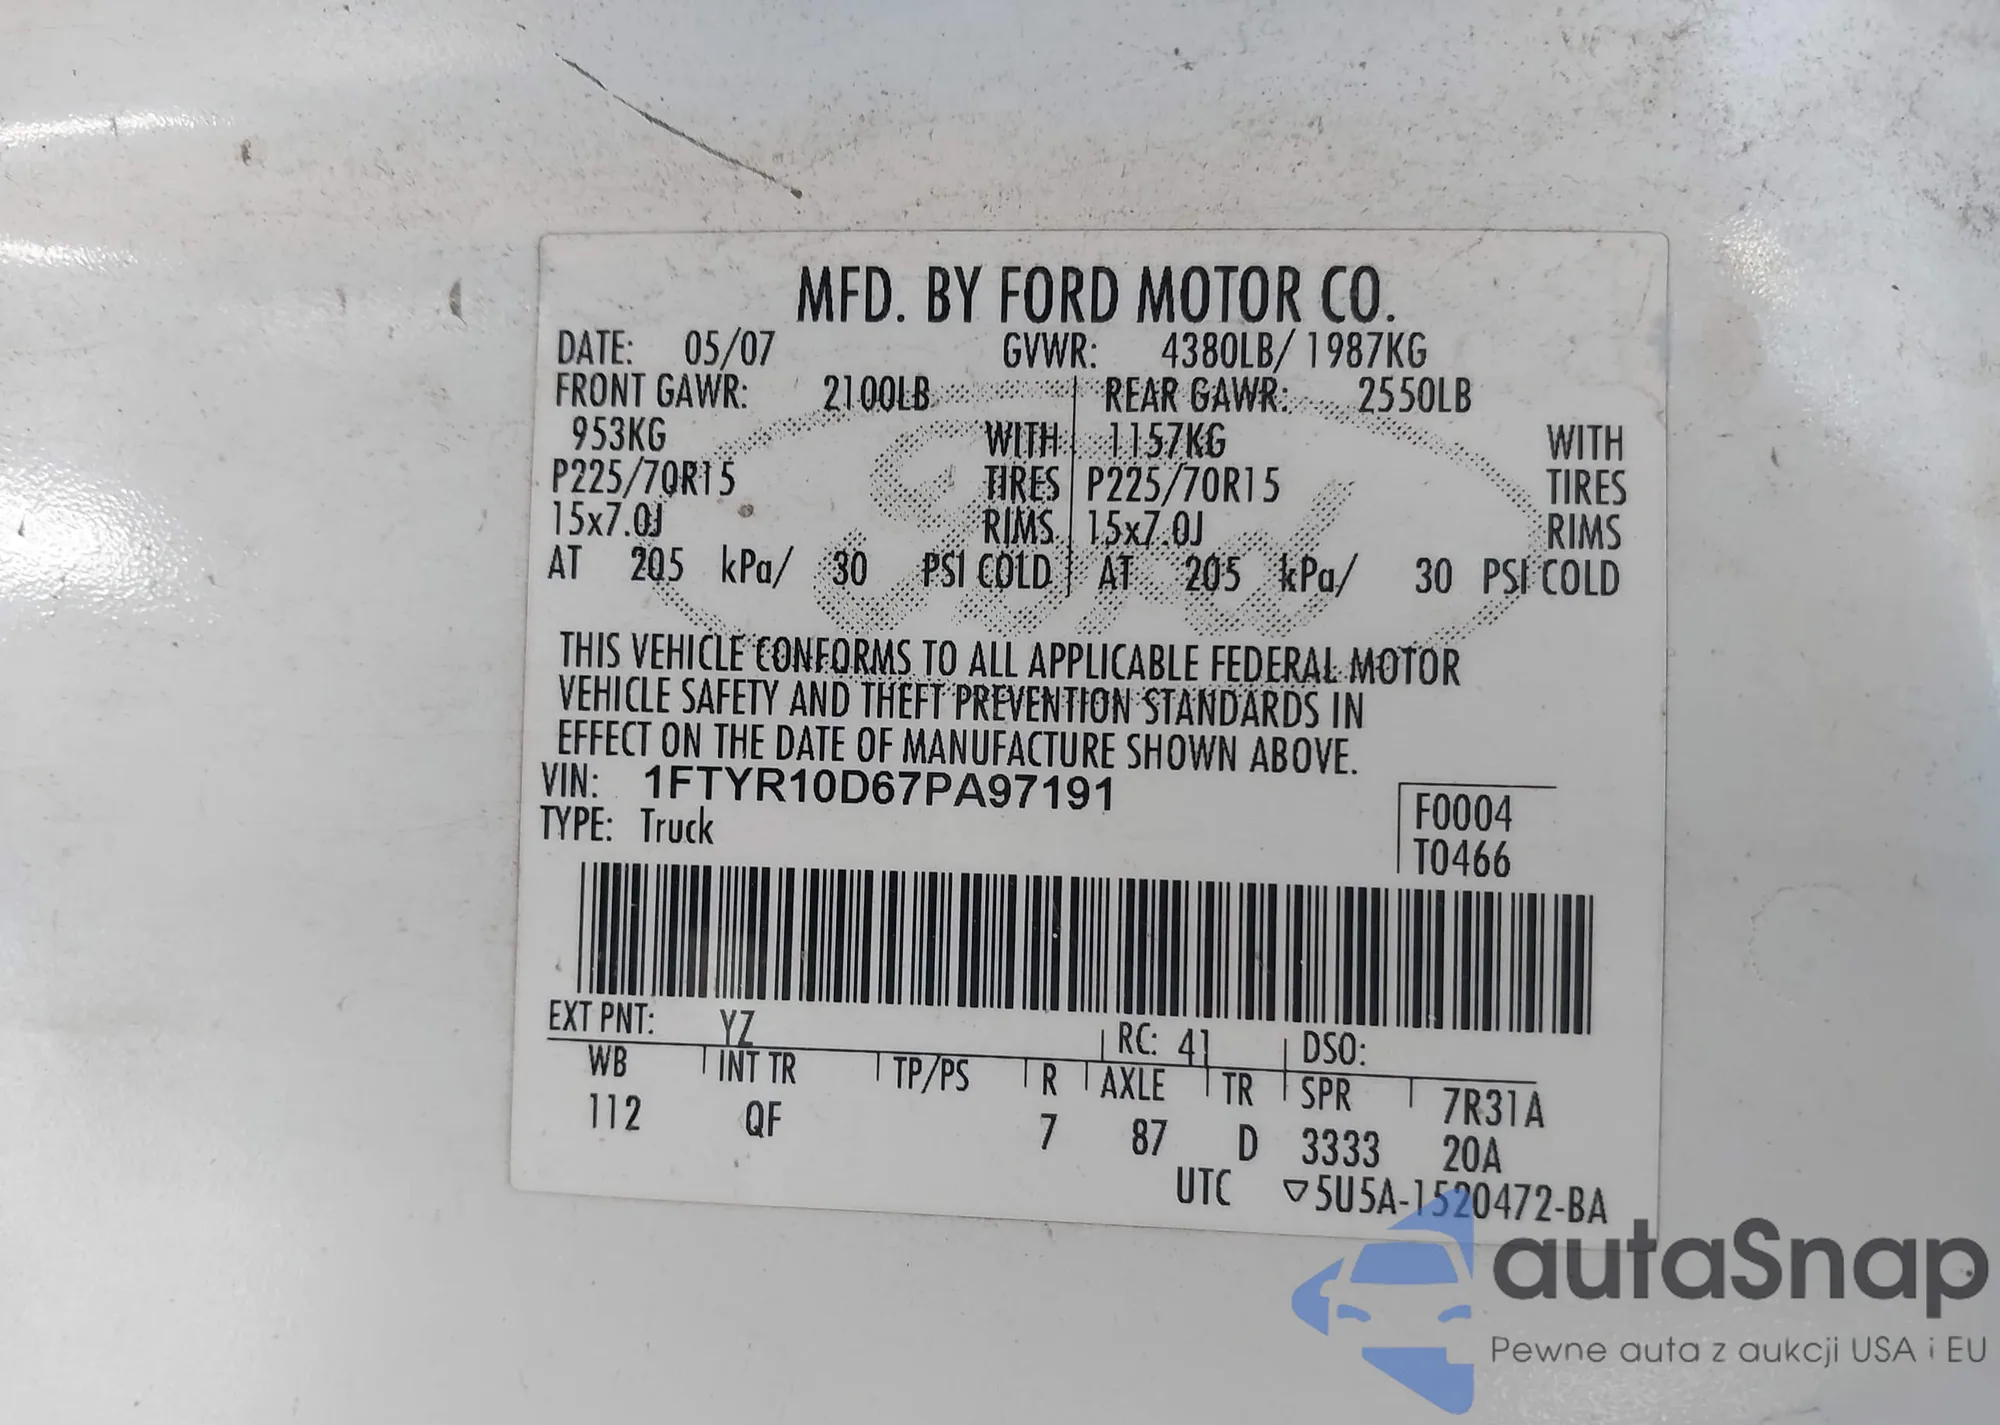 MFD. BY FORD MOTOR CO.
DATE: 05/07 GVWR: 4380LB/ 1987KG
FRONT GAWR: 2100LB REAR GAWR: 2550LB
953KG WITH 1157KG WITH
P225/70R15 TIRES P225/70R15 TIRES
15x7.0J RIMS 15x7.0J RIMS
AT 205 kPa/ 30 PSI COLD AT 205 kPa/ 30 PSI COLD
THIS VEHICLE CONFORMS TO ALL APPLICABLE FEDERAL MOTOR
VEHICLE SAFETY AND THEFT PREVENTION STANDARDS IN
EFFECT ON THE DATE OF MANUFACTURE SHOWN ABOVE.
VIN: 1FTYR10D67PA97191
TYPE: Truck
F0004
T0466
EXT PNT: YZ RC: 41 DSO:
WB INT TR TP/PS R AXLE TR SPR 7R31A
112 QF 7 87 D 3333 20A
UTC ▽5U5A-1520472-BA
Ford
autaSnap
Pewne auta z aukcji USA i EU